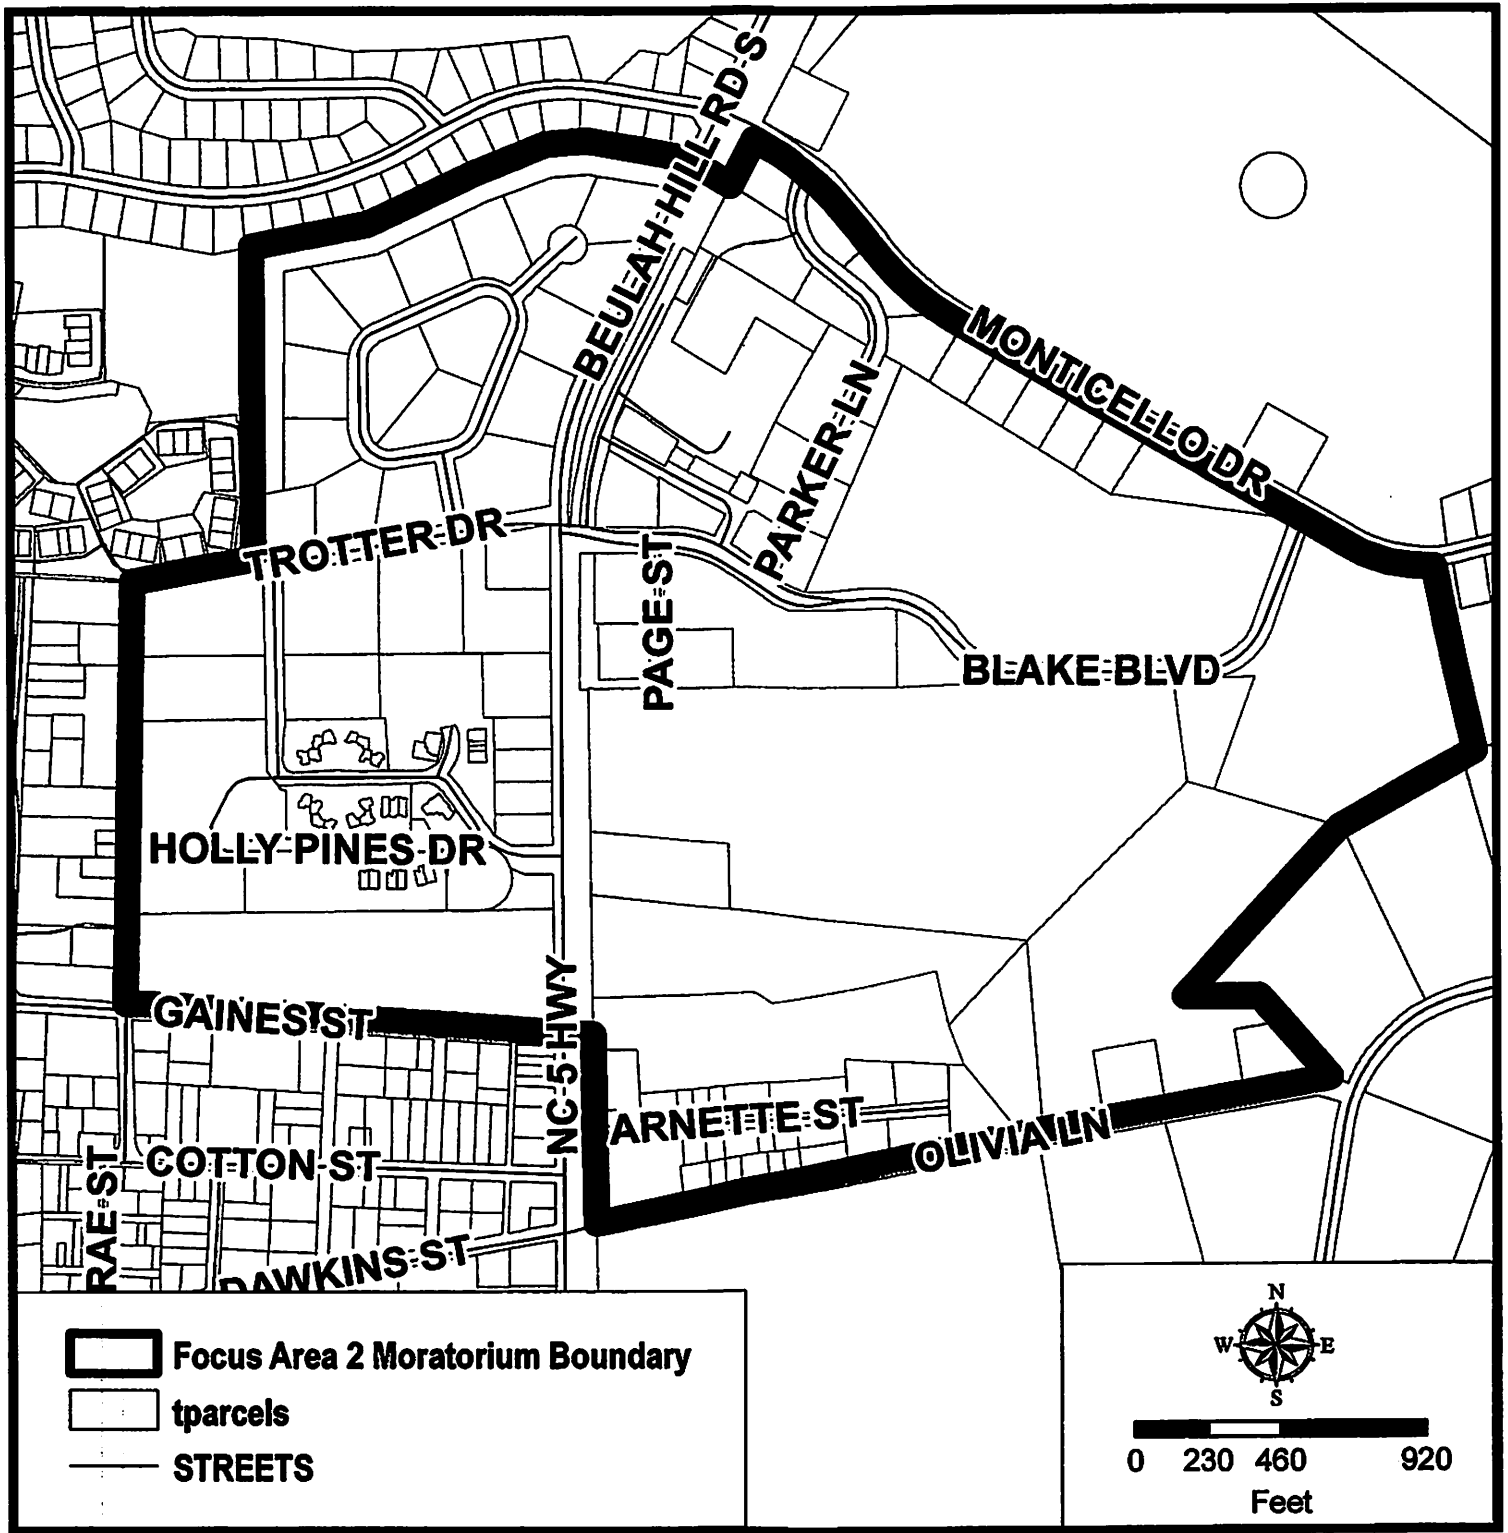 BEULAH HILL RD S
MONTICELLO DR
PARKER LN
TROTTER DR
PAGE ST
BLAKE BLVD
HOLLY PINES DR
GAINES ST
NC 5 HWY
ARNETTE ST
OLIVIA LN
COTTON ST
RAE ST
DAWKINS ST
Focus Area 2 Moratorium Boundary
tparcels
STREETS
N
W E
S
0 230 460 920
Feet